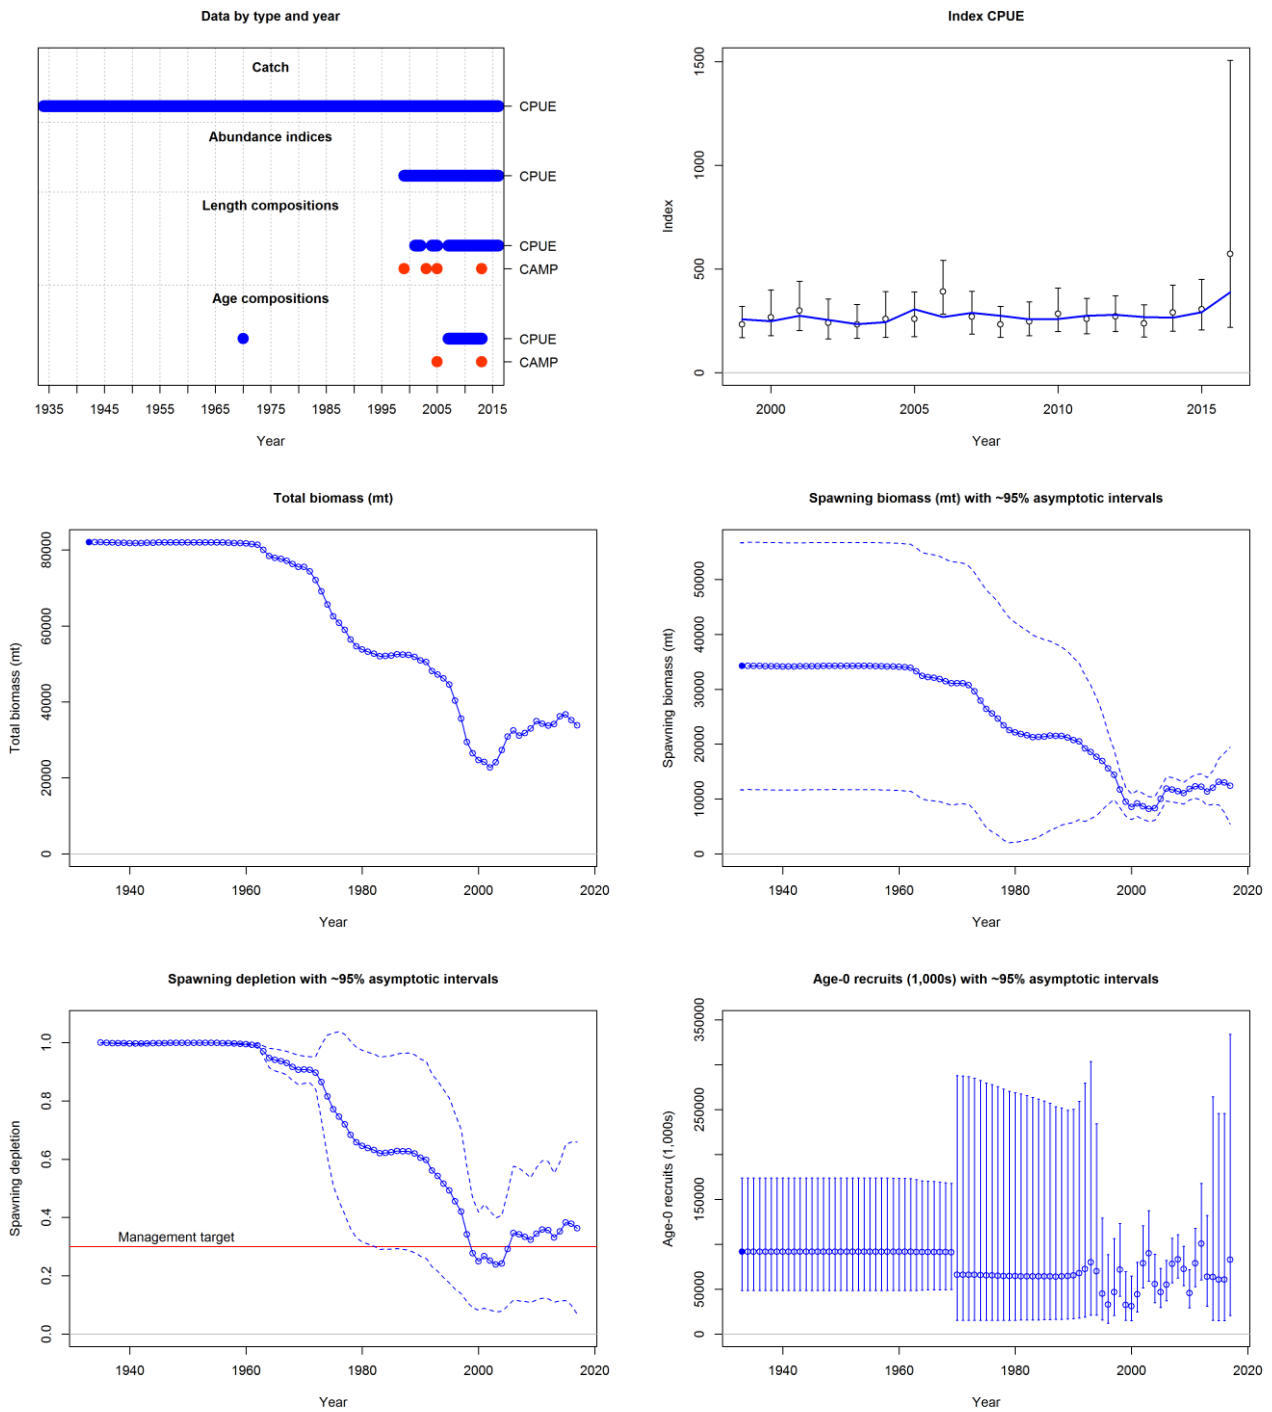 Data by type and year
Catch
CPUE
Abundance indices
CPUE
Length compositions
CPUE
CAMP
Age compositions
CPUE
CAMP
1935 1945 1955 1965 1975 1985 1995 2005 2015
Year
Index CPUE
Index
1500
1000
500
0
2000 2005 2010 2015
Year
Total biomass (mt)
Total biomass (mt)
80000
60000
40000
20000
0
1940 1960 1980 2000 2020
Year
Spawning biomass (mt) with ~95% asymptotic intervals
Spawning biomass (mt)
50000
40000
30000
20000
10000
0
1940 1960 1980 2000 2020
Year
Spawning depletion with ~95% asymptotic intervals
Spawning depletion
1.0
0.8
0.6
0.4
0.2
0.0
Management target
1940 1960 1980 2000 2020
Year
Age-0 recruits (1,000s) with ~95% asymptotic intervals
Age-0 recruits (1,000s)
350000
250000
150000
50000
0
1940 1960 1980 2000 2020
Year